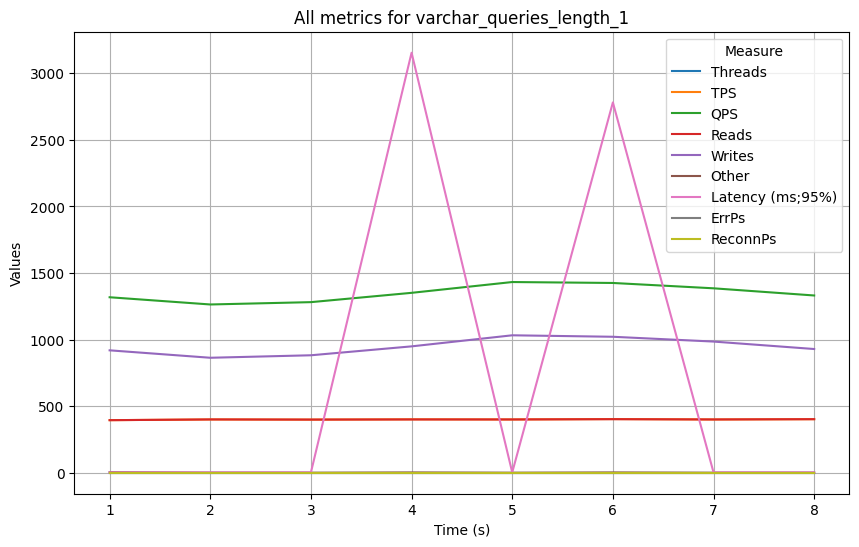 All metrics for varchar_queries_length_1
Measure
Threads
TPS
QPS
Reads
Writes
Other
Latency (ms;95%)
ErrPs
ReconnPs
Values
3000
2500
2000
1500
1000
500
0
1 2 3 4 5 6 7 8
Time (s)